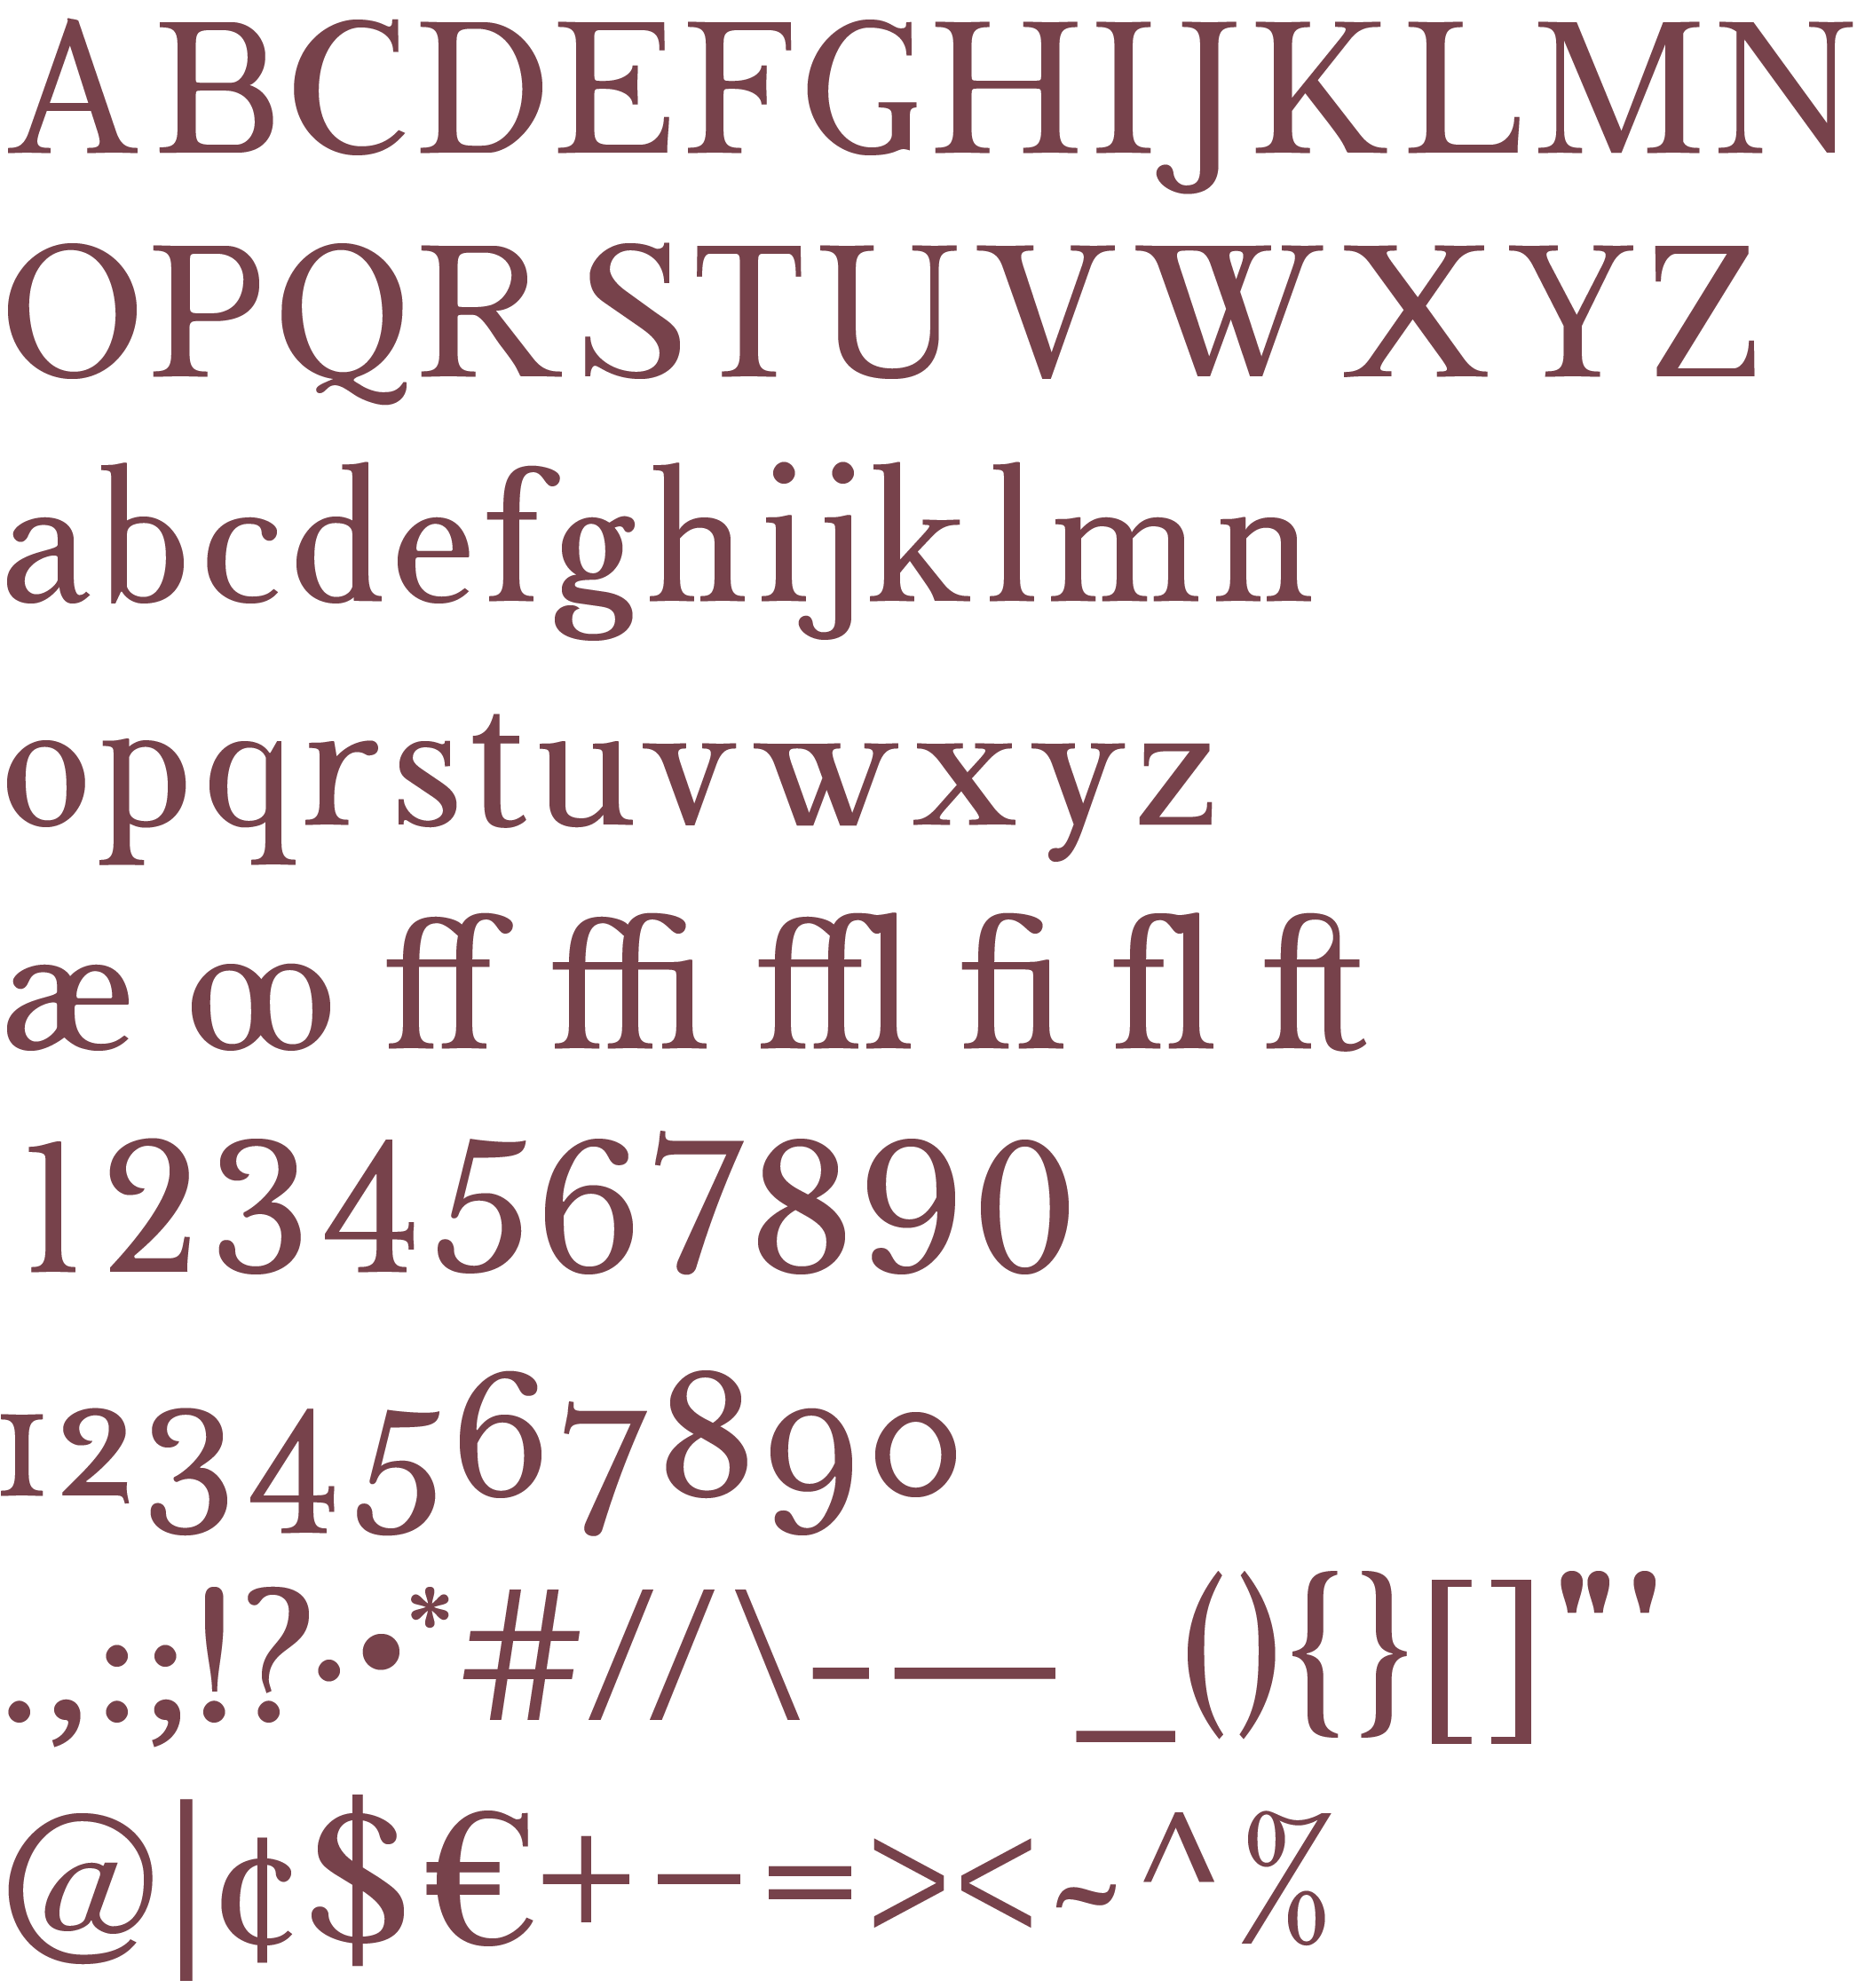 ABCDEFGHIJKLMN
OPQRSTUVWXYZ
abcdefghijklmn
opqrstuvwxyz
æ ꝏ ff ffi ffl fi fl ft
1234567890
1234567890
.,:;!?·•*#//\-—_(){}[]"'
@|¢$€+−=><~^%